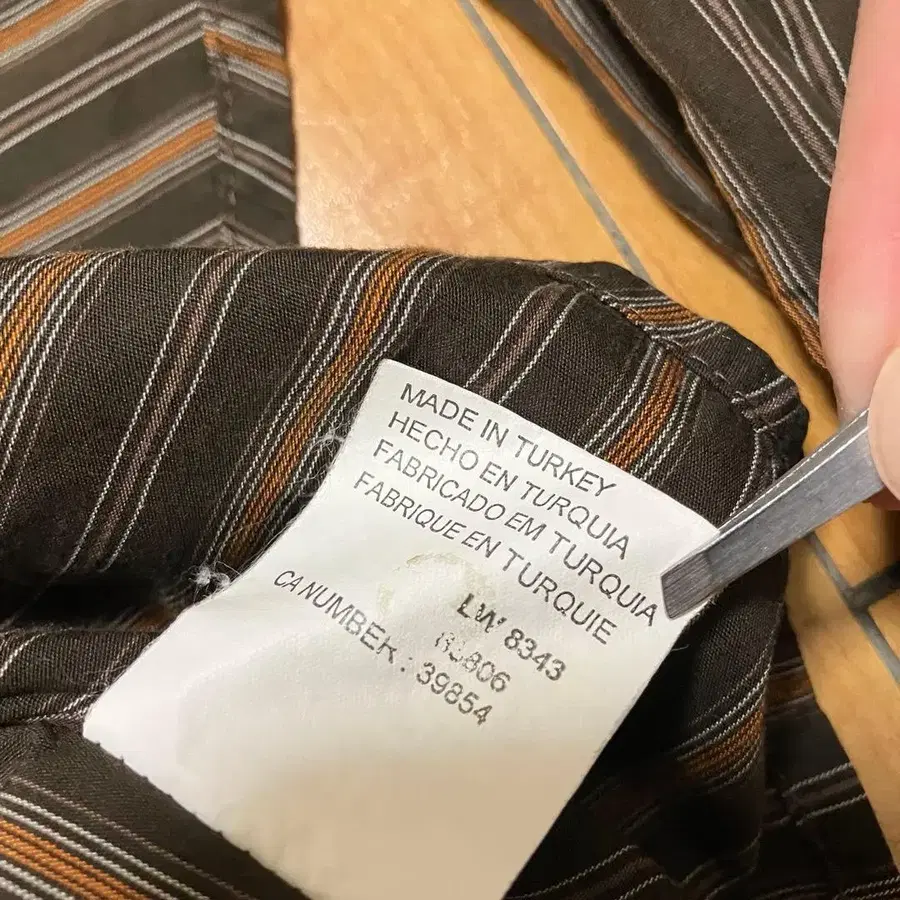 MADE IN TURKEY
HECHO EN TURQUIA
FABRICADO EM TURQUIA
FABRIQUE EN TURQUIE
LW 8343
CA NUMBER : 39854